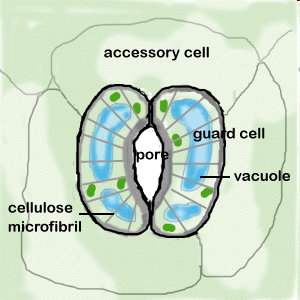 accessory cell
guard cell
pore
vacuole
cellulose
microfibril